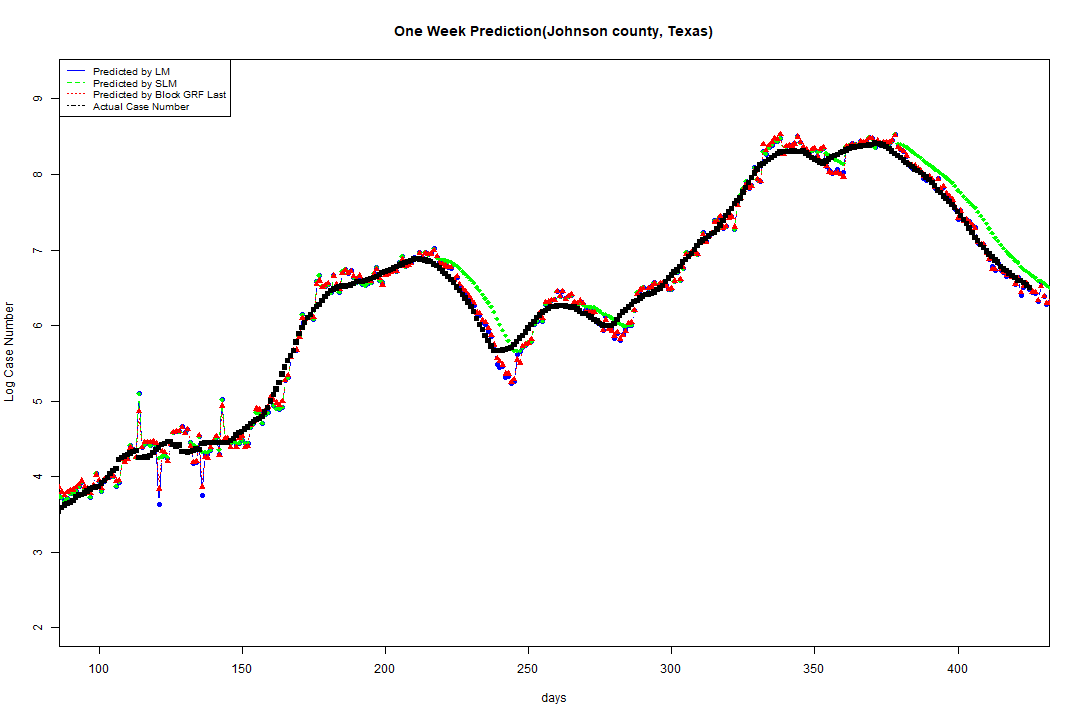 One Week Prediction(Johnson county, Texas)
Predicted by LM
Predicted by SLM
Predicted by Block GRF Last
Actual Case Number
9
8
7
6
5
4
3
2
Log Case Number
100 150 200 250 300 350 400
days